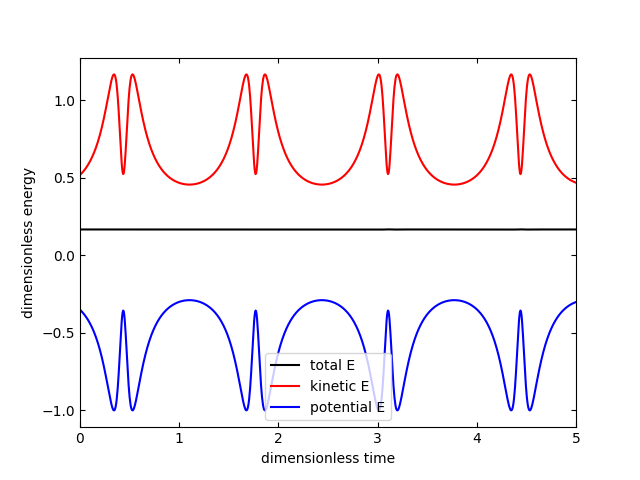 dimensionless energy
1.0
0.5
0.0
−0.5
−1.0
total E
kinetic E
potential E
0 1 2 3 4 5
dimensionless time